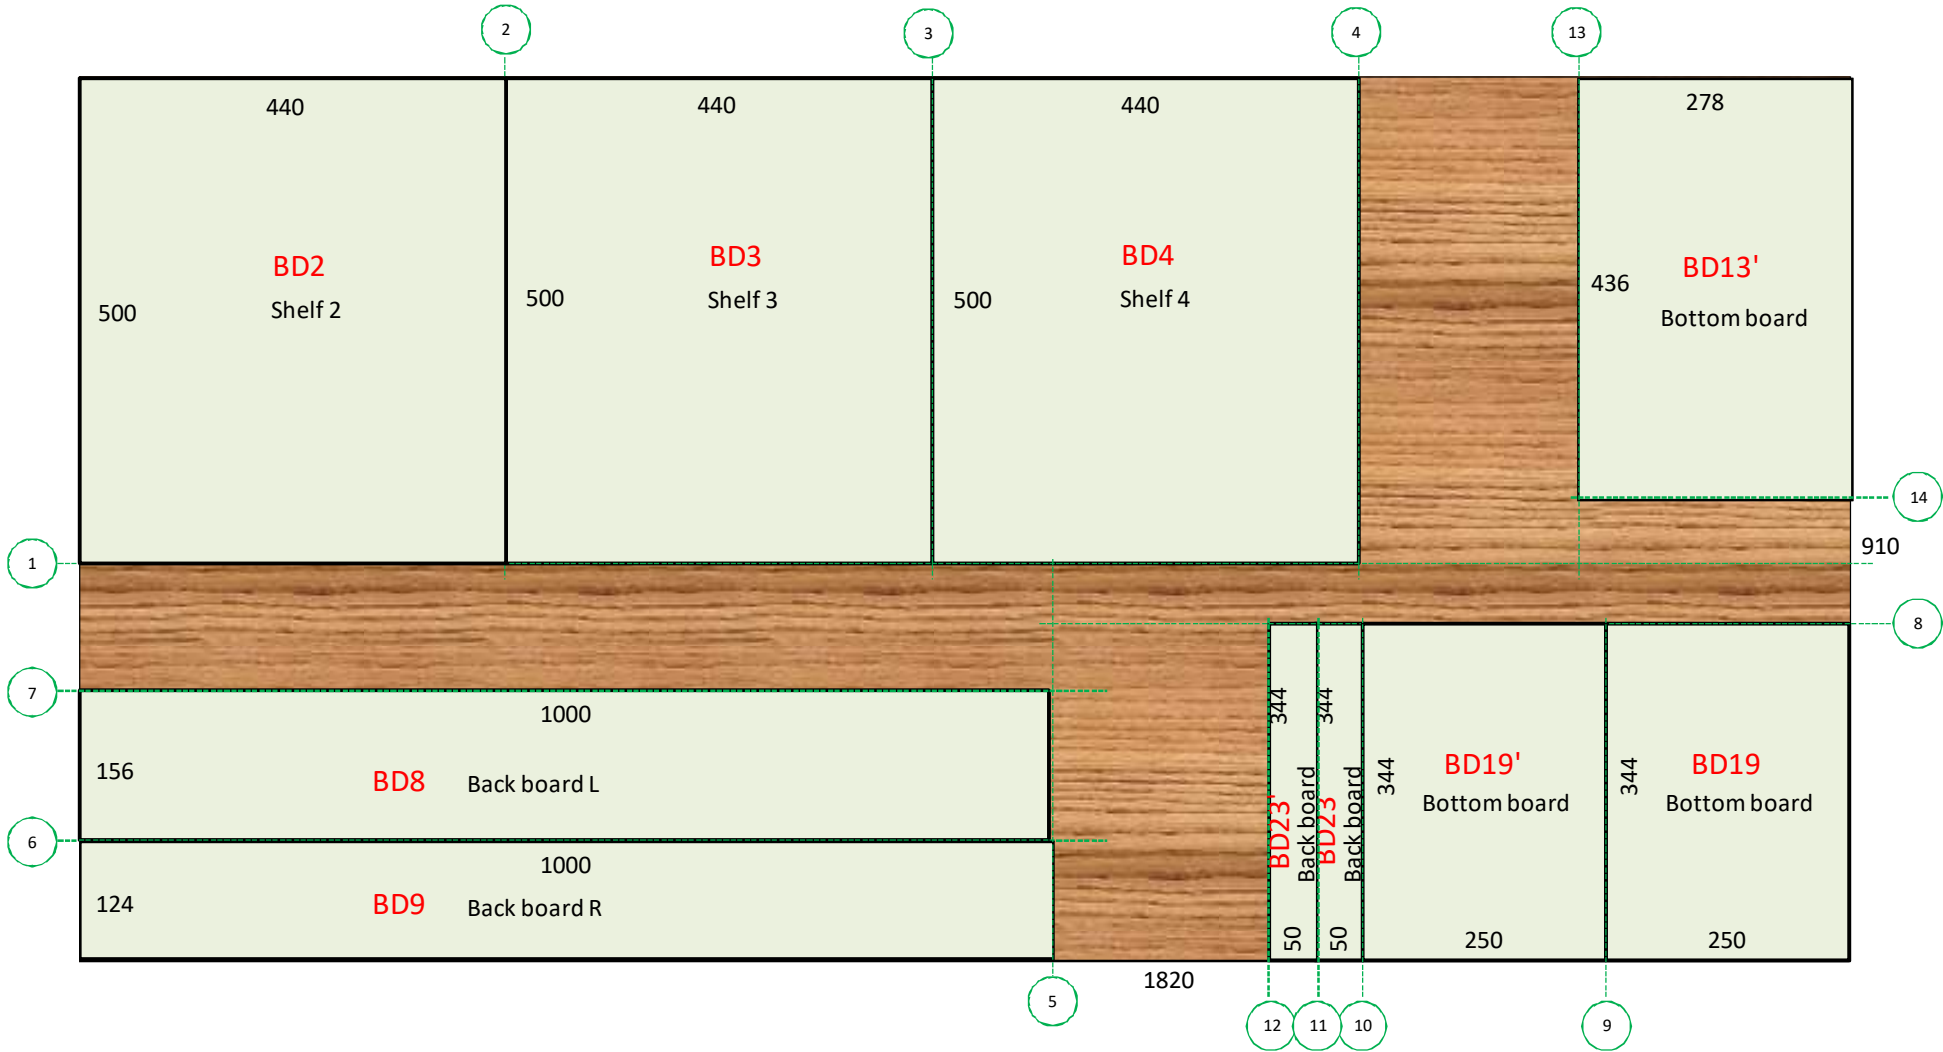 2
3
4
13
440
440
440
278
BD2
Shelf 2
500
BD3
Shelf 3
500
BD4
Shelf 4
500
BD13'
Bottom board
436
14
910
1
8
7
1000
156
BD8
Back board L
6
1000
124
BD9
Back board R
344
BD23'
Back board
50
344
BD23
Back board
50
344
BD19'
Bottom board
250
344
BD19
Bottom board
250
1820
5
12
11
10
9